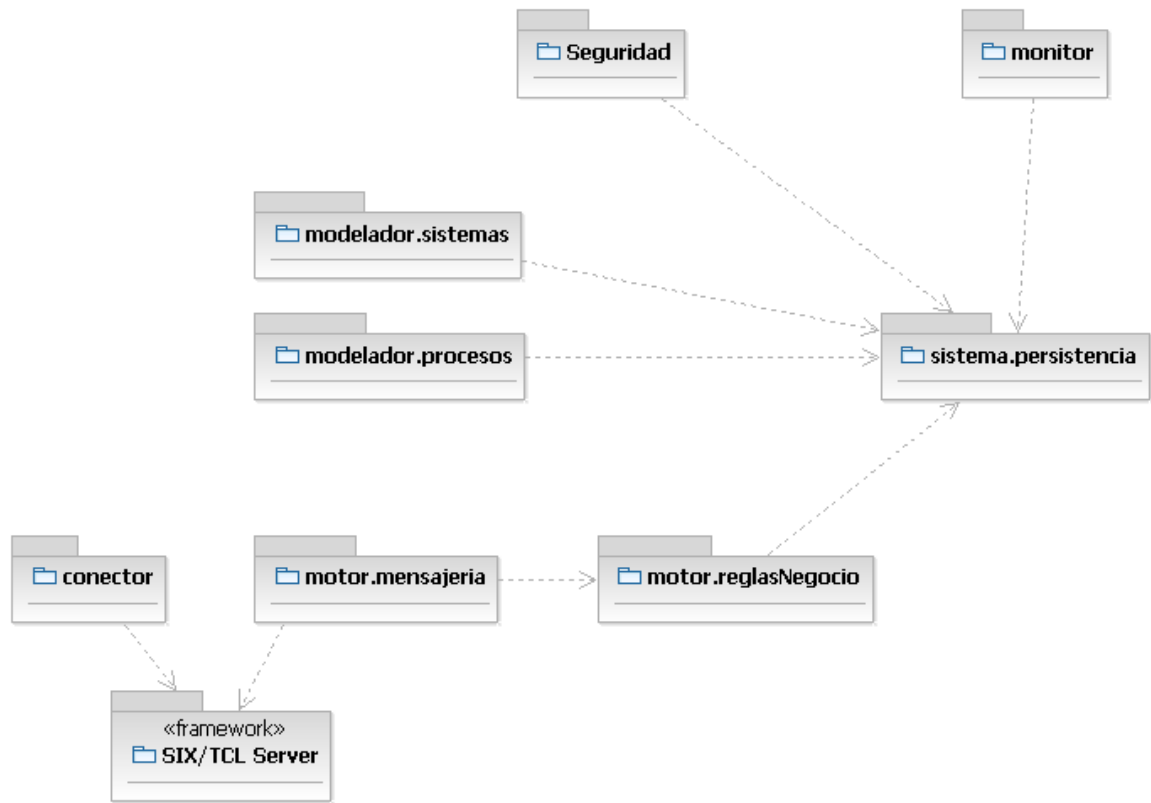 Seguridad
monitor
modelador.sistemas
modelador.procesos
sistema.persistencia
conector
motor.mensajeria
motor.reglasNegocio
«framework»
SIX/TCL Server